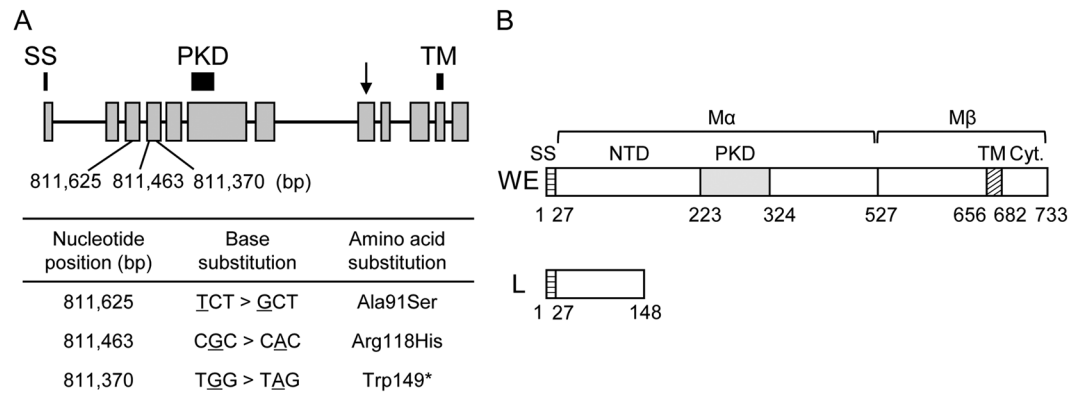 A
SS PKD TM
811,625 811,463 811,370 (bp)
Nucleotide position (bp) Base substitution Amino acid substitution
811,625 TCT > GCT Ala91Ser
811,463 CGC > CAC Arg118His
811,370 TGG > TAG Trp149*
B
Mα Mβ
SS NTD PKD TM Cyt.
WE
1 27 223 324 527 656 682 733
L
1 27 148